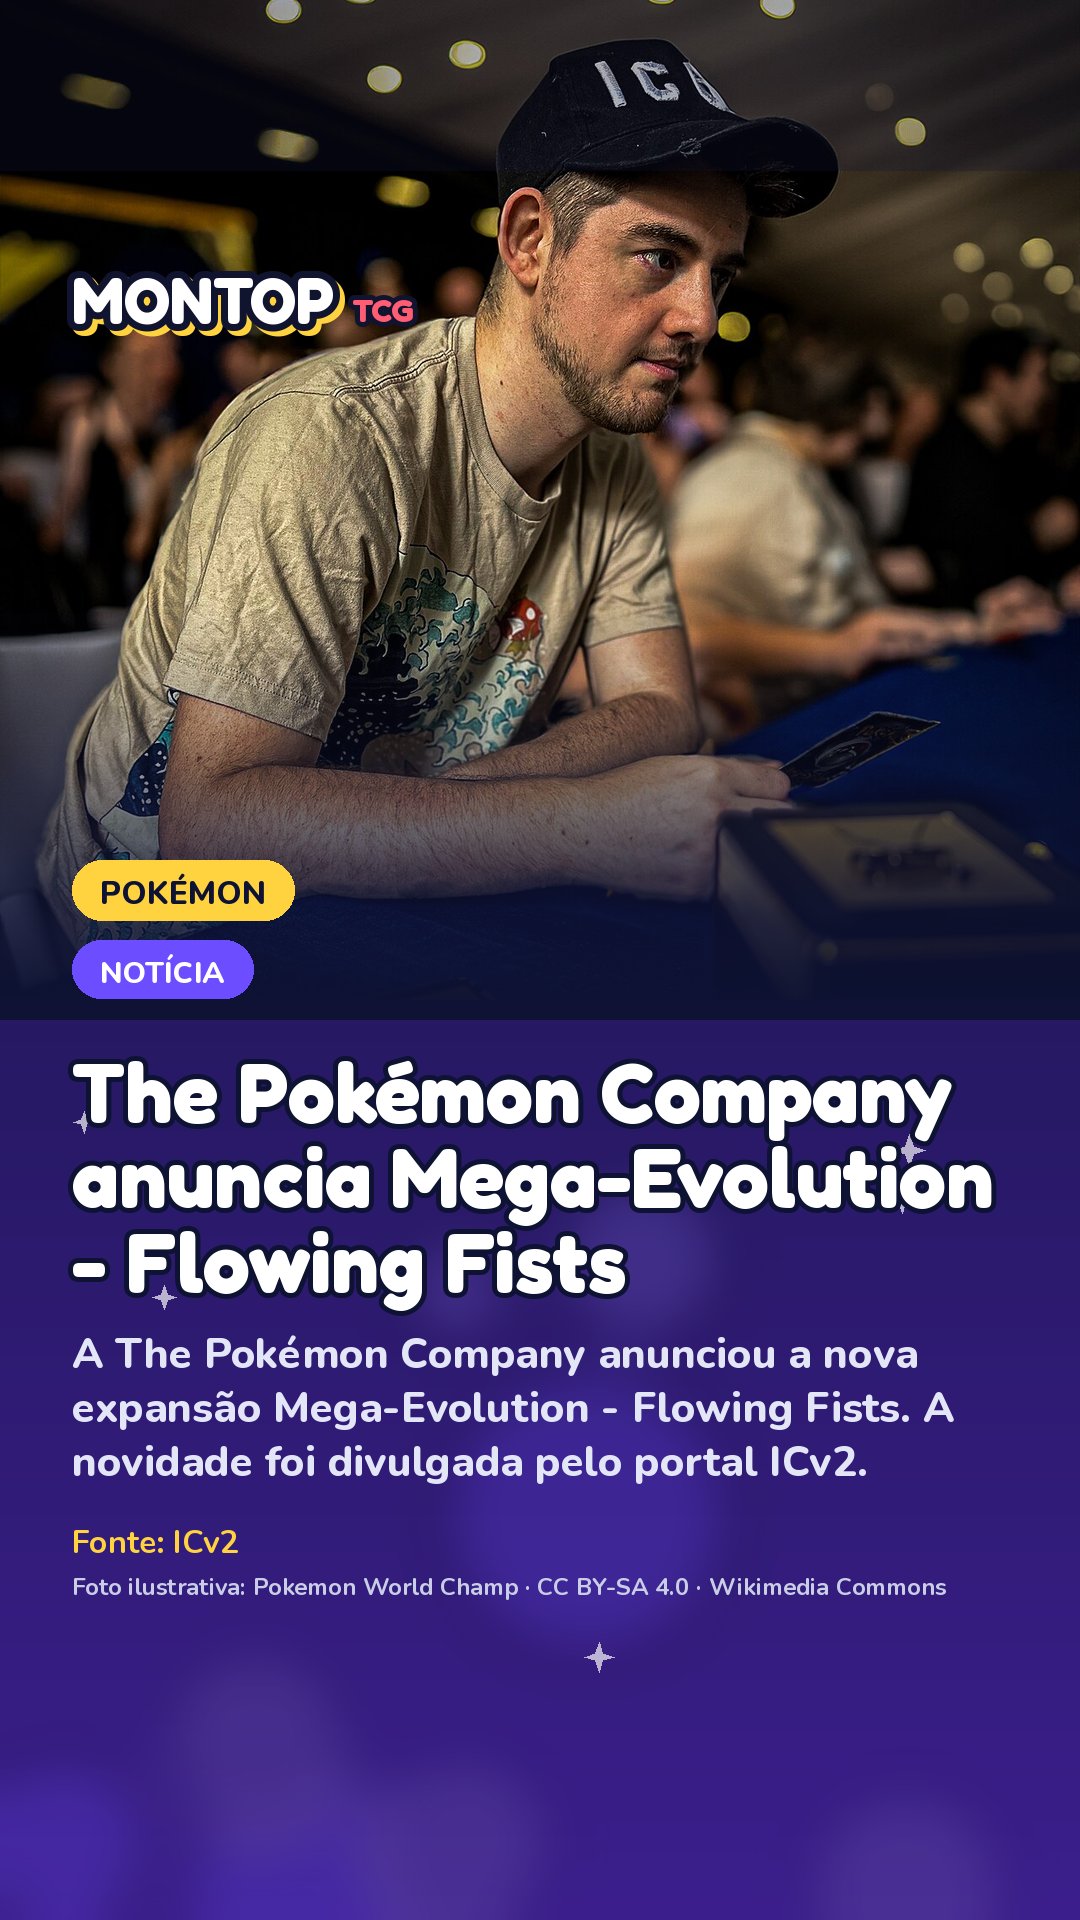 MONTOP TCG
POKÉMON
NOTÍCIA
The Pokémon Company
anuncia Mega-Evolution
- Flowing Fists
A The Pokémon Company anunciou a nova
expansão Mega-Evolution - Flowing Fists. A
novidade foi divulgada pelo portal ICv2.
Fonte: ICv2
Foto ilustrativa: Pokemon World Champ · CC BY-SA 4.0 · Wikimedia Commons